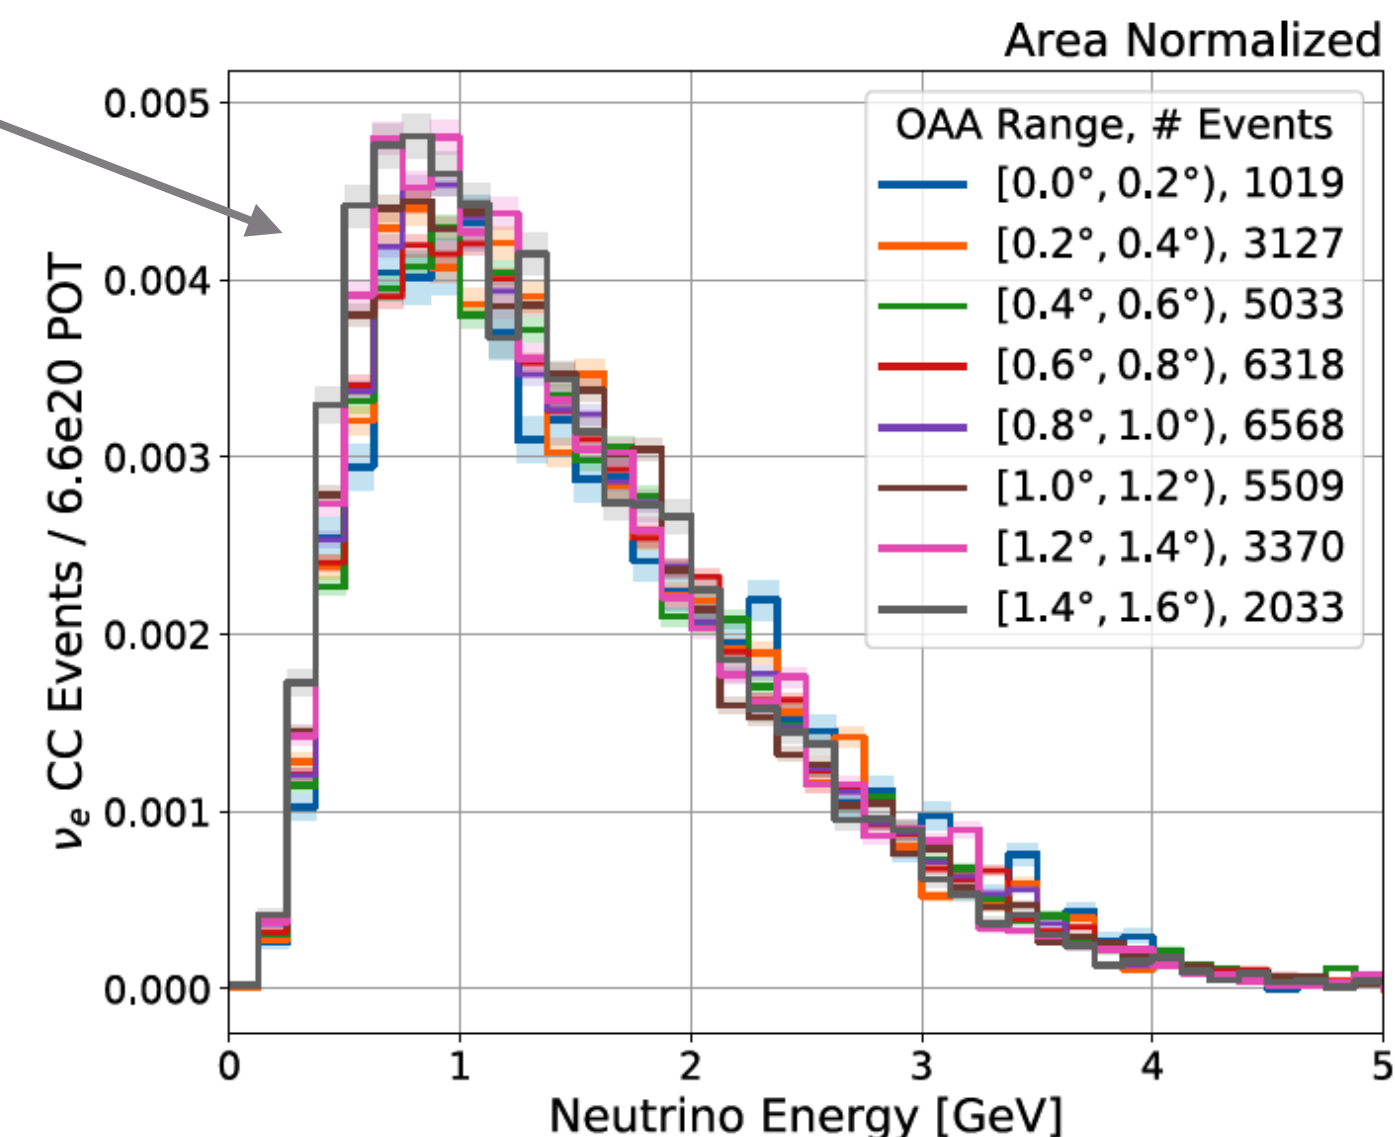 Area Normalized
νe CC Events / 6.6e20 POT
0.005
0.004
0.003
0.002
0.001
0.000
OAA Range, # Events
[0.0°, 0.2°), 1019
[0.2°, 0.4°), 3127
[0.4°, 0.6°), 5033
[0.6°, 0.8°), 6318
[0.8°, 1.0°), 6568
[1.0°, 1.2°), 5509
[1.2°, 1.4°), 3370
[1.4°, 1.6°), 2033
0 1 2 3 4 5
Neutrino Energy [GeV]